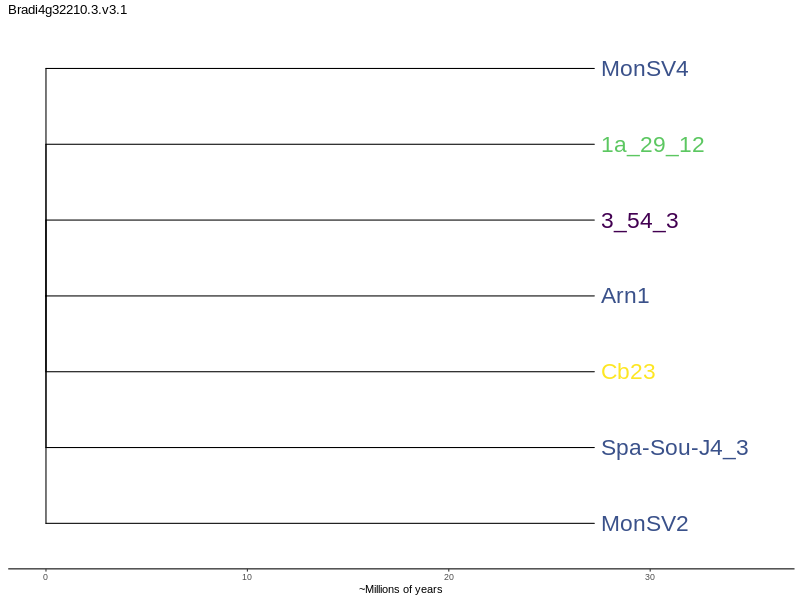 Bradi4g32210.3.v3.1
MonSV4
1a_29_12
3_54_3
Arn1
Cb23
Spa-Sou-J4_3
MonSV2
0 10 20 30
~Millions of years